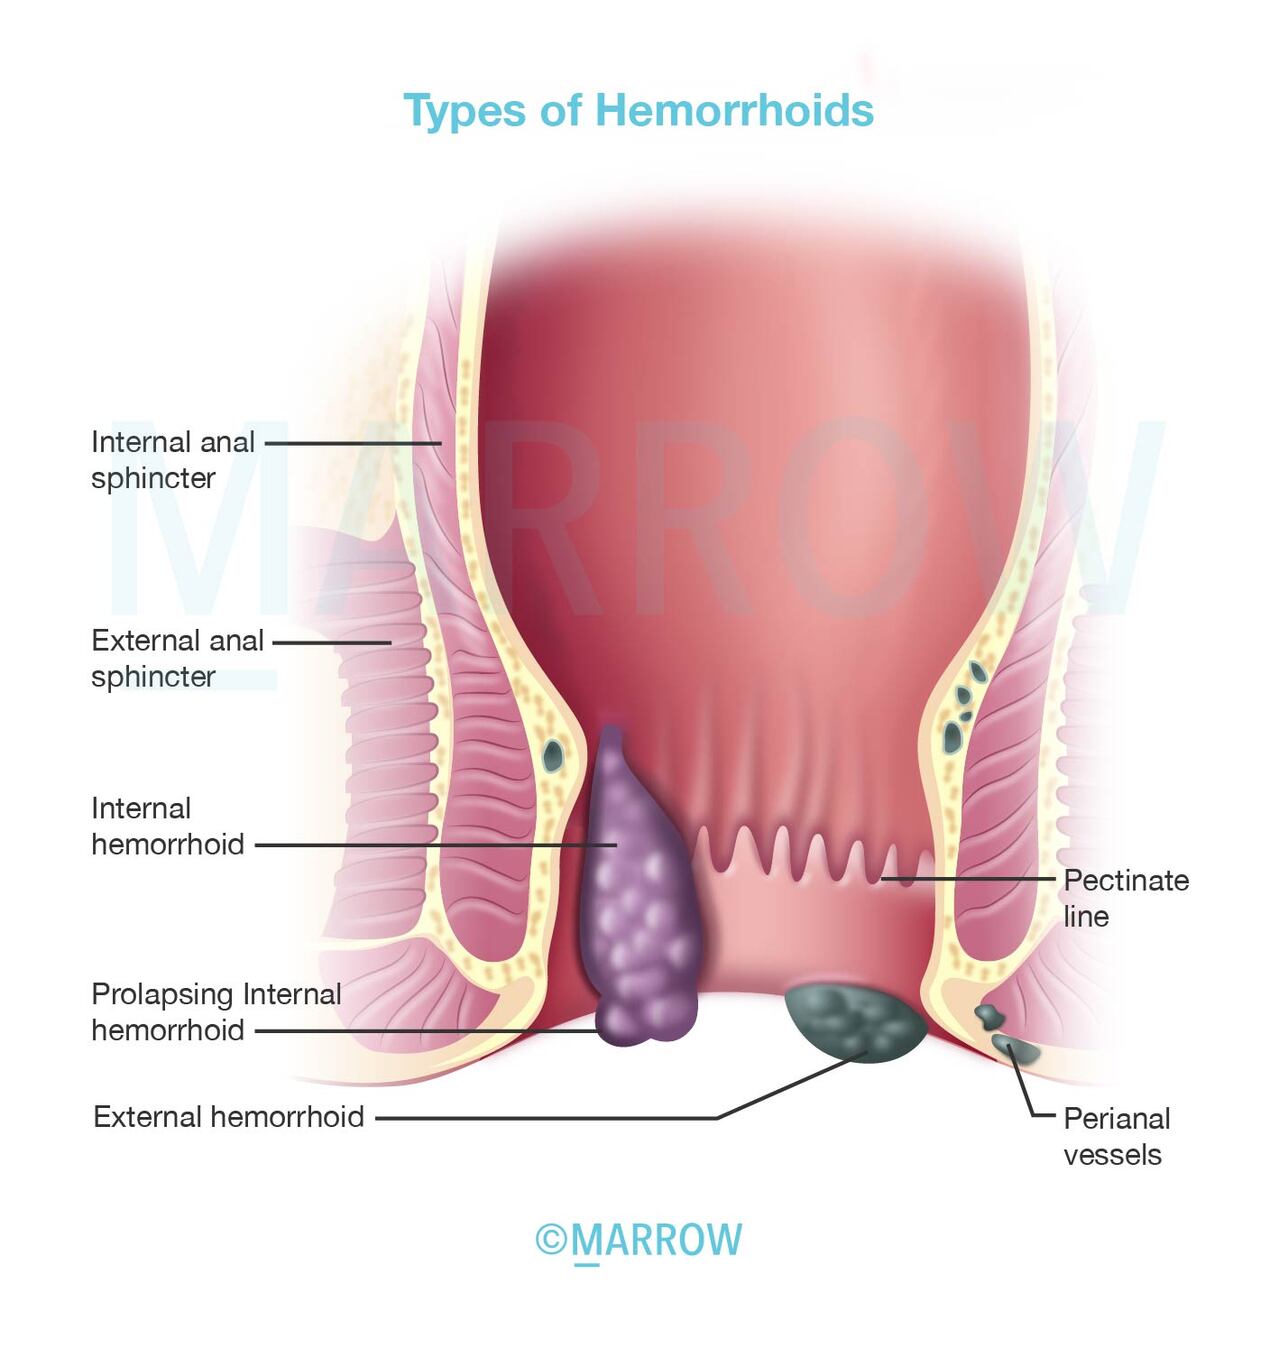 Types of Hemorrhoids
MARROW
Internal anal
sphincter
External anal
sphincter
Internal
hemorrhoid
Pectinate
line
Prolapsing Internal
hemorrhoid
External hemorrhoid
Perianal
vessels
©MARROW